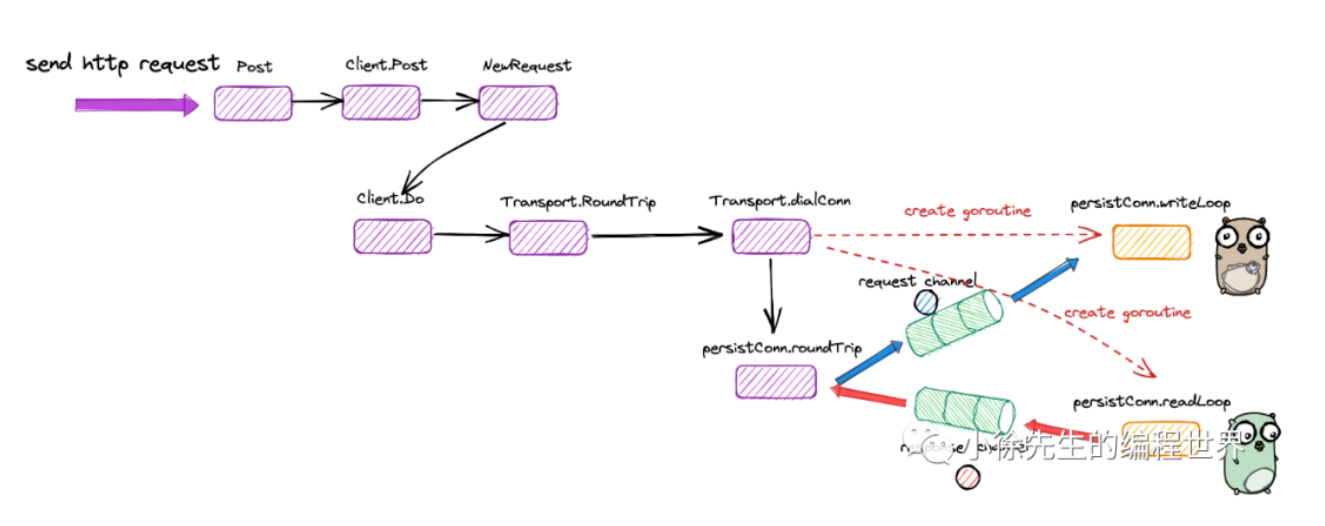 send http request
Post
Client.Post
NewRequest
Client.Do
Transport.RoundTrip
Transport.dialConn
create goroutine
persistConn.writeLoop
request channel
create goroutine
persistConn.roundTrip
persistConn.readLoop
小徐先生的编程世界